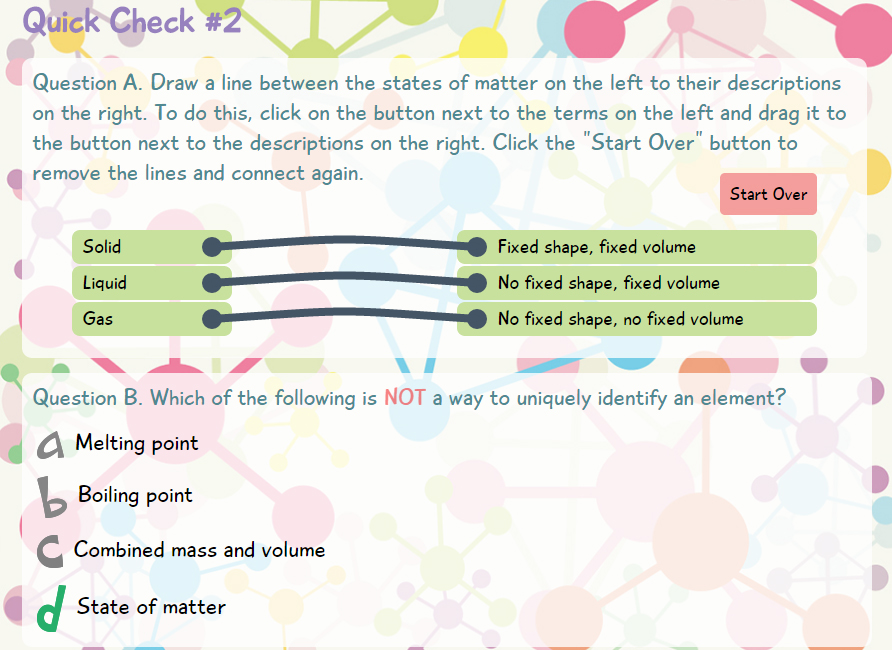 Quick Check #2
Question A. Draw a line between the states of matter on the left to their descriptions
on the right. To do this, click on the button next to the terms on the left and drag it to
the button next to the descriptions on the right. Click the "Start Over" button to
remove the lines and connect again.
Start Over
Solid Fixed shape, fixed volume
Liquid No fixed shape, fixed volume
Gas No fixed shape, no fixed volume
Question B. Which of the following is NOT a way to uniquely identify an element?
a Melting point
b Boiling point
c Combined mass and volume
d State of matter